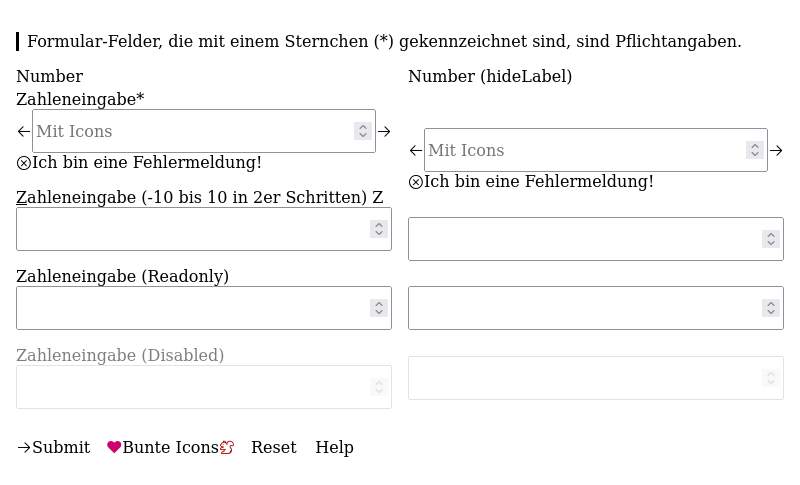 Formular-Felder, die mit einem Sternchen (*) gekennzeichnet sind, sind Pflichtangaben.
Number
Zahleneingabe*
← Mit Icons →
Ich bin eine Fehlermeldung!
Zahleneingabe (-10 bis 10 in 2er Schritten) Z
Zahleneingabe (Readonly)
Zahleneingabe (Disabled)
Number (hideLabel)
← Mit Icons →
Ich bin eine Fehlermeldung!
→Submit Bunte Icons Reset Help